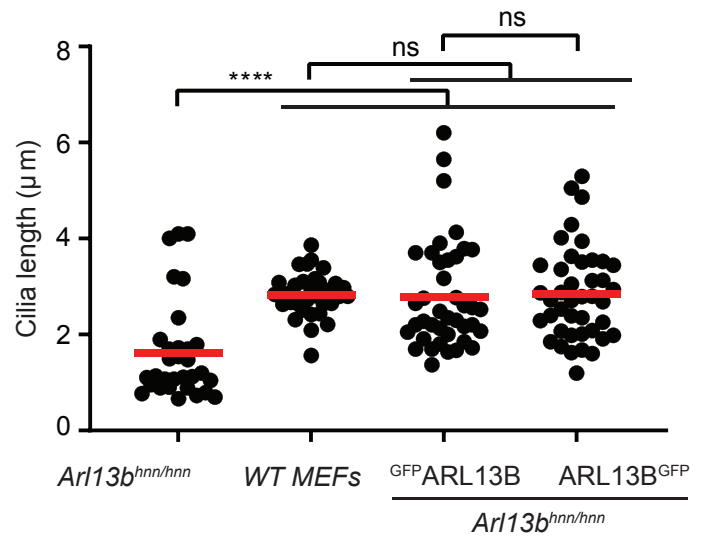 ns
8
ns
****
6
Cilia length (μm)
4
2
0
Arl13b^hnn/hnn WT MEFs ^GFPARL13B ARL13B^GFP
Arl13b^hnn/hnn